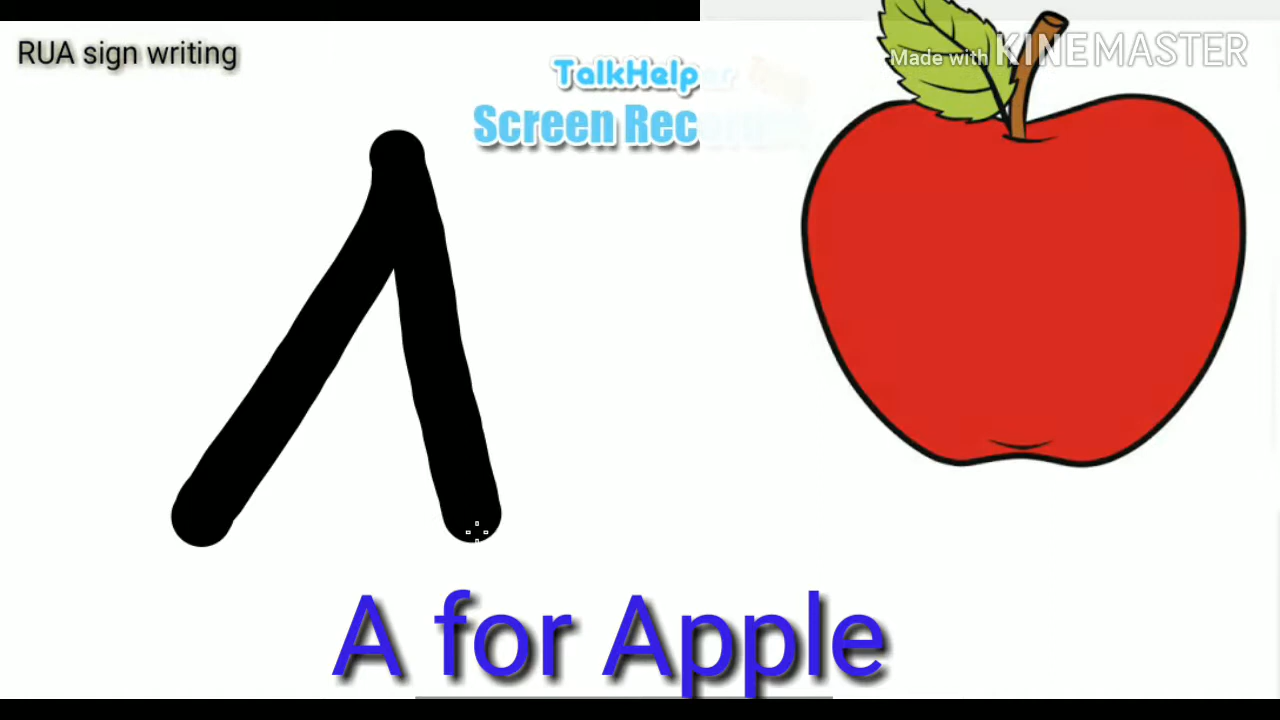 RUA sign writing
Made with KINEMASTER
TalkHelp
Screen Rec
A for Apple